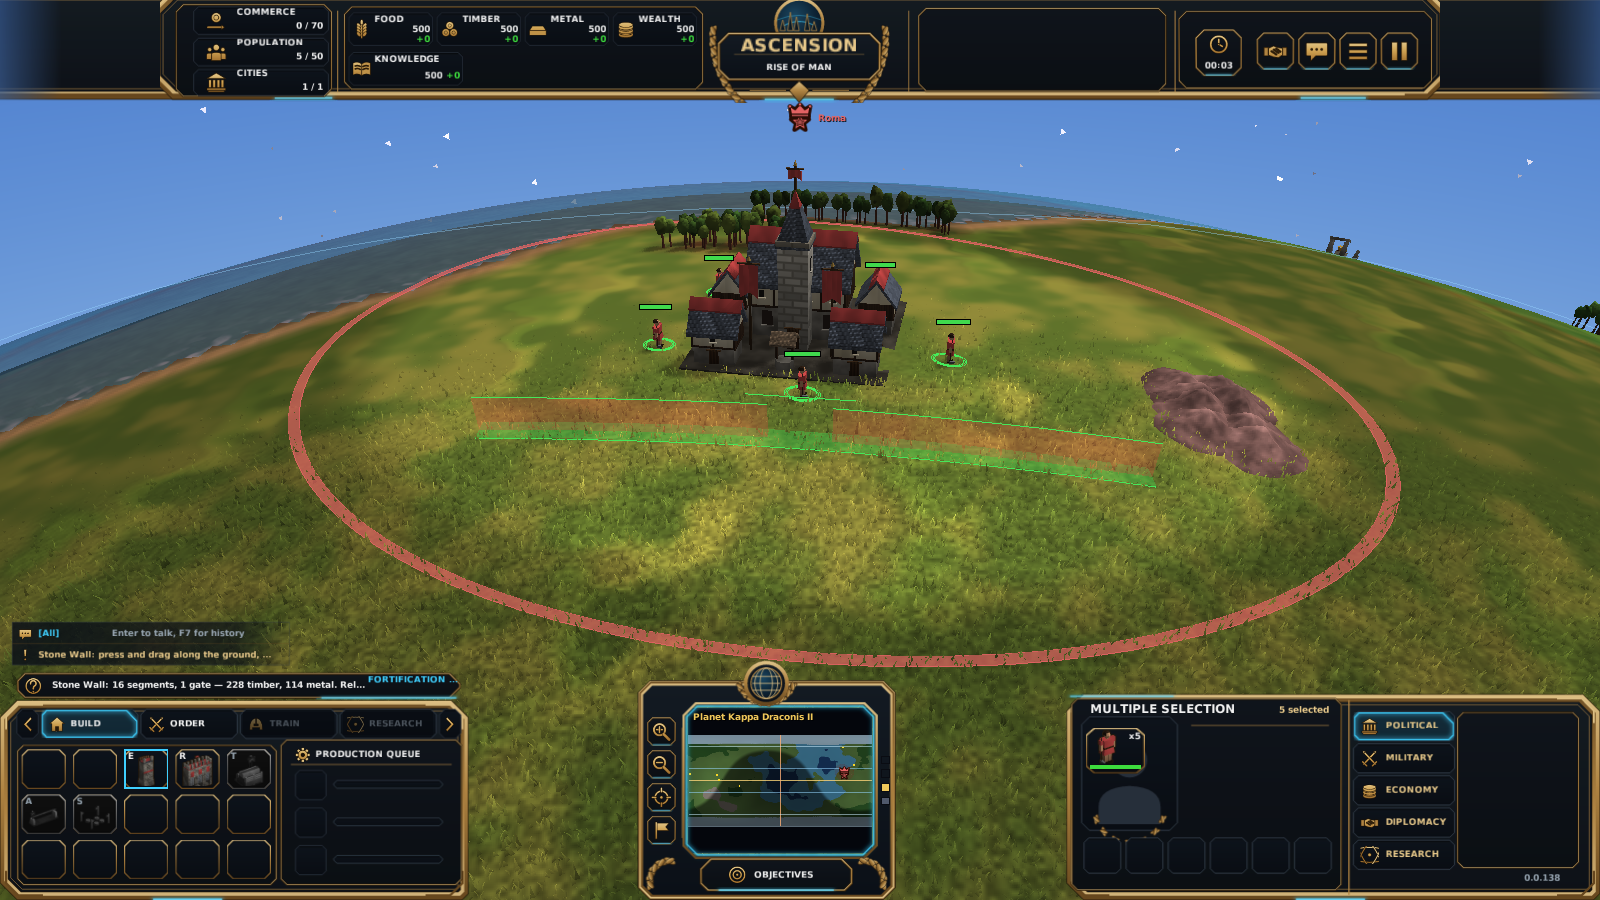 COMMERCE
0 / 70
POPULATION
5 / 50
CITIES
1 / 1
FOOD
500
+0
TIMBER
500
+0
METAL
500
+0
WEALTH
500
+0
KNOWLEDGE
500 +0
ASCENSION
RISE OF MAN
00:03
Roma
[All] Enter to talk, F7 for history
! Stone Wall: press and drag along the ground, ...
Stone Wall: 16 segments, 1 gate — 228 timber, 114 metal. Rel...
FORTIFICATION ...
BUILD
ORDER
TRAIN
RESEARCH
E
R
T
A
S
PRODUCTION QUEUE
Planet Kappa Draconis II
OBJECTIVES
MULTIPLE SELECTION
5 selected
x5
POLITICAL
MILITARY
ECONOMY
DIPLOMACY
RESEARCH
0.0.138